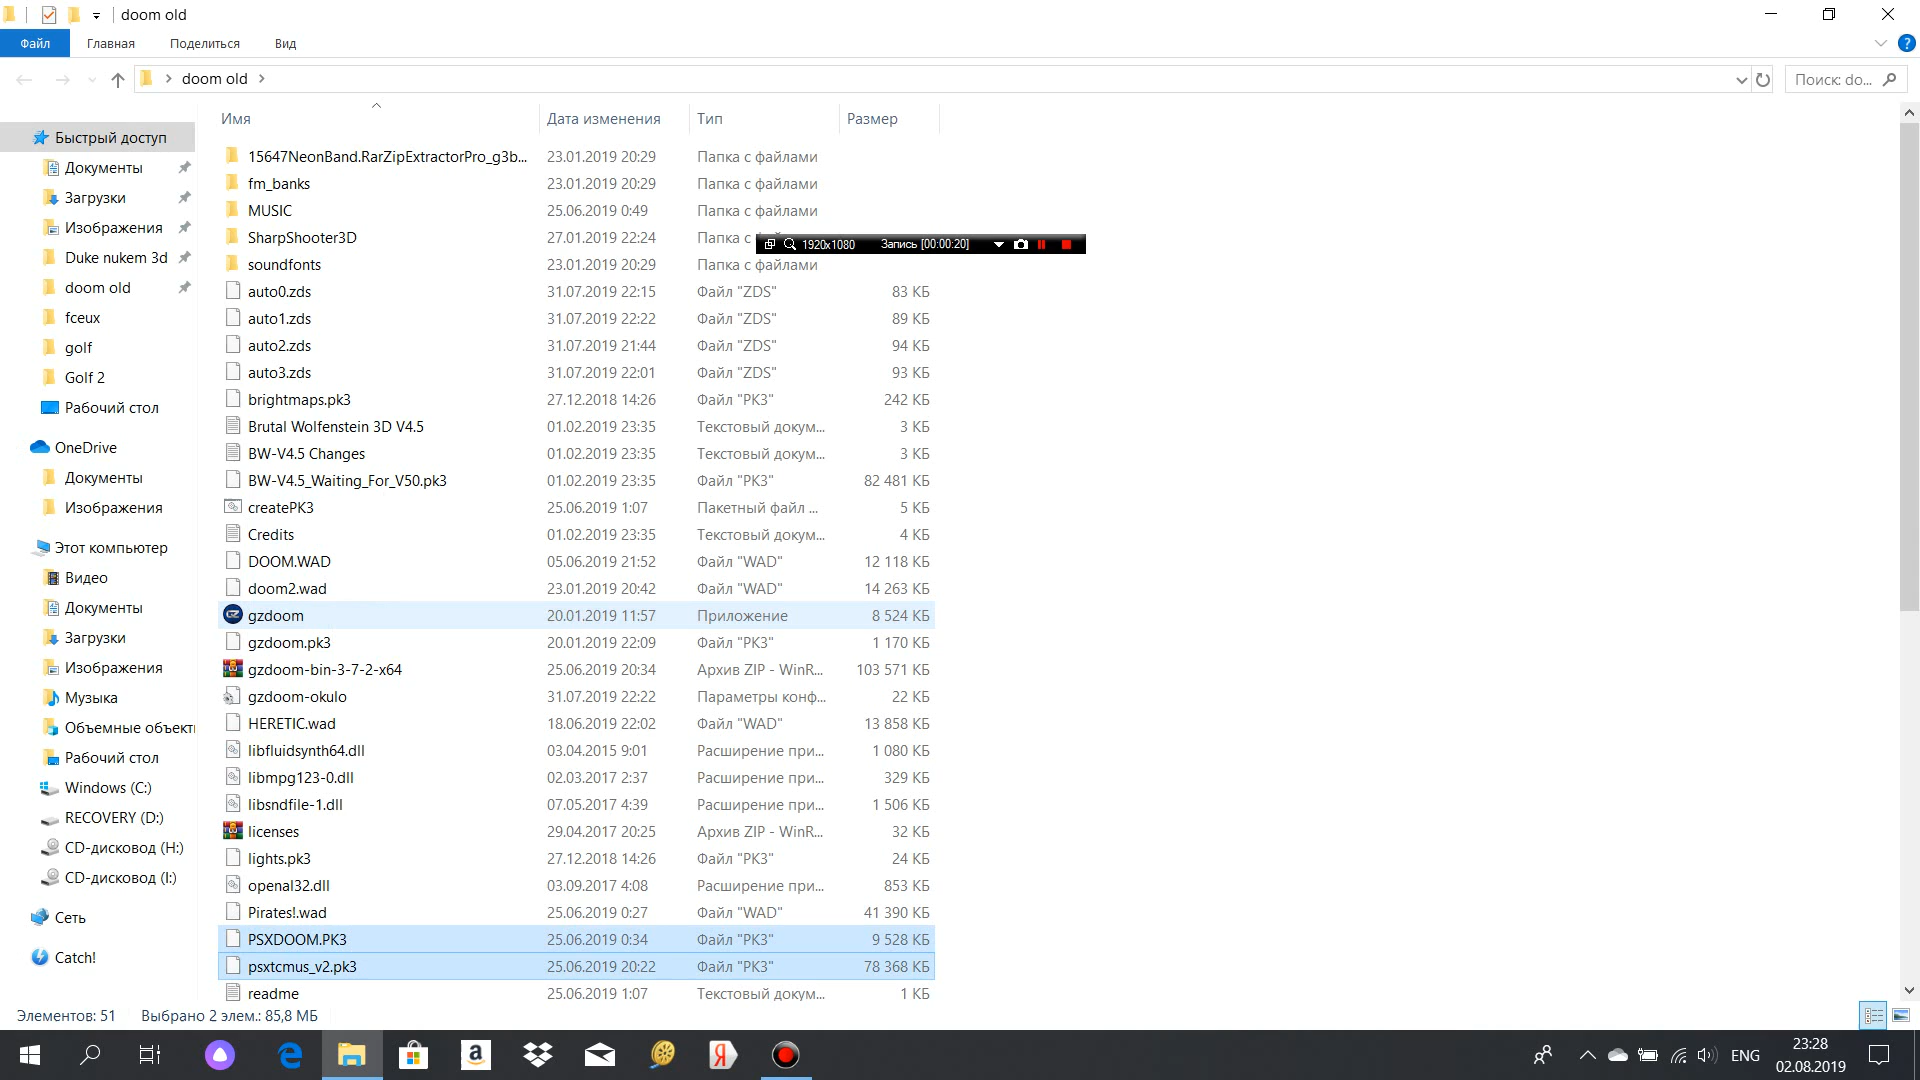 doom old
Файл Главная Поделиться Вид
doom old
Поиск: do...
Имя Дата изменения Тип Размер
Быстрый доступ
Документы
Загрузки
Изображения
Duke nukem 3d
doom old
fceux
golf
Golf 2
Рабочий стол
OneDrive
Документы
Изображения
Этот компьютер
Видео
Документы
Загрузки
Изображения
Музыка
Объемные объект
Рабочий стол
Windows (C:)
RECOVERY (D:)
CD-дисковод (H:)
CD-дисковод (I:)
Сеть
Catch!
15647NeonBand.RarZipExtractorPro_g3b... 23.01.2019 20:29 Папка с файлами
fm_banks 23.01.2019 20:29 Папка с файлами
MUSIC 25.06.2019 0:49 Папка с файлами
SharpShooter3D 27.01.2019 22:24 Папка с
1920x1080 Запись [00:00:20]
soundfonts 23.01.2019 20:29 Папка с файлами
auto0.zds 31.07.2019 22:15 Файл "ZDS" 83 КБ
auto1.zds 31.07.2019 22:22 Файл "ZDS" 89 КБ
auto2.zds 31.07.2019 21:44 Файл "ZDS" 94 КБ
auto3.zds 31.07.2019 22:01 Файл "ZDS" 93 КБ
brightmaps.pk3 27.12.2018 14:26 Файл "PK3" 242 КБ
Brutal Wolfenstein 3D V4.5 01.02.2019 23:35 Текстовый докум... 3 КБ
BW-V4.5 Changes 01.02.2019 23:35 Текстовый докум... 3 КБ
BW-V4.5_Waiting_For_V50.pk3 01.02.2019 23:35 Файл "PK3" 82 481 КБ
createPK3 25.06.2019 1:07 Пакетный файл ... 5 КБ
Credits 01.02.2019 23:35 Текстовый докум... 4 КБ
DOOM.WAD 05.06.2019 21:52 Файл "WAD" 12 118 КБ
doom2.wad 23.01.2019 20:42 Файл "WAD" 14 263 КБ
gzdoom 20.01.2019 11:57 Приложение 8 524 КБ
gzdoom.pk3 20.01.2019 22:09 Файл "PK3" 1 170 КБ
gzdoom-bin-3-7-2-x64 25.06.2019 20:34 Архив ZIP - WinR... 103 571 КБ
gzdoom-okulo 31.07.2019 22:22 Параметры конф... 22 КБ
HERETIC.wad 18.06.2019 22:02 Файл "WAD" 13 858 КБ
libfluidsynth64.dll 03.04.2015 9:01 Расширение при... 1 080 КБ
libmpg123-0.dll 02.03.2017 2:37 Расширение при... 329 КБ
libsndfile-1.dll 07.05.2017 4:39 Расширение при... 1 506 КБ
licenses 29.04.2017 20:25 Архив ZIP - WinR... 32 КБ
lights.pk3 27.12.2018 14:26 Файл "PK3" 24 КБ
openal32.dll 03.09.2017 4:08 Расширение при... 853 КБ
Pirates!.wad 25.06.2019 0:27 Файл "WAD" 41 390 КБ
PSXDOOM.PK3 25.06.2019 0:34 Файл "PK3" 9 528 КБ
psxtcmus_v2.pk3 25.06.2019 20:22 Файл "PK3" 78 368 КБ
readme 25.06.2019 1:07 Текстовый докум... 1 КБ
Элементов: 51 Выбрано 2 элем.: 85,8 МБ
ENG
23:28
02.08.2019